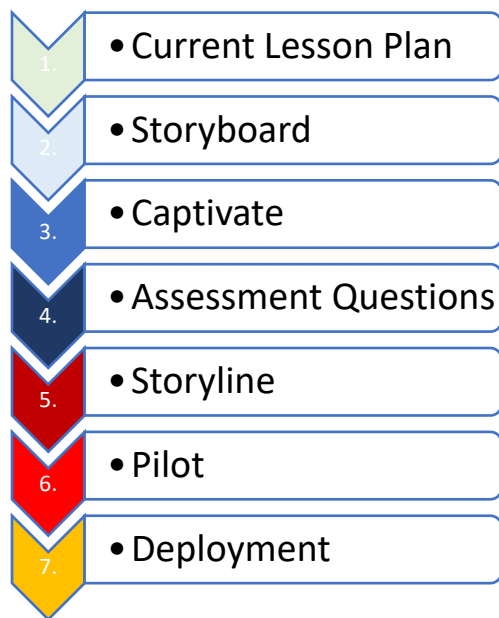 1. • Current Lesson Plan
2. • Storyboard
3. • Captivate
4. • Assessment Questions
5. • Storyline
6. • Pilot
7. • Deployment